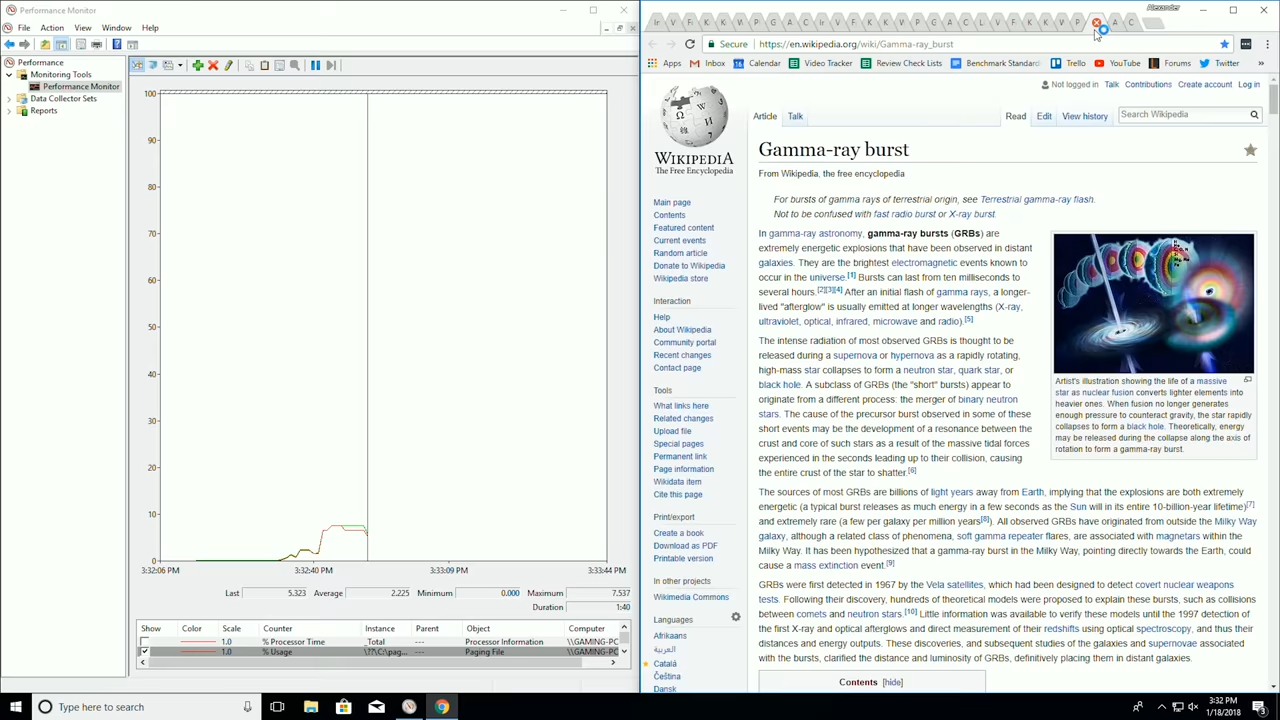 Performance Monitor
File Action View Window Help
Performance
Monitoring Tools
Performance Monitor
Data Collector Sets
Reports
100
90
80
70
60
50
40
30
20
10
0
3:32:06 PM 3:32:40 PM 3:33:09 PM 3:33:44 PM
Last 5.323 Average 2.225 Minimum 0.000 Maximum 7.537
Duration 1:40
Show Color Scale Counter Instance Parent Object Computer
1.0 % Processor Time _Total --- Processor Information \\GAMING-PC
1.0 % Usage \??\C:\pag... --- Paging File \\GAMING-PC
Alexander
Secure https://en.wikipedia.org/wiki/Gamma-ray_burst
Apps Inbox Calendar Video Tracker Review Check Lists Benchmark Standard Trello YouTube Forums Twitter
WIKIPEDIA
The Free Encyclopedia
Not logged in Talk Contributions Create account Log in
Article Talk Read Edit View history Search Wikipedia
Gamma-ray burst
From Wikipedia, the free encyclopedia
For bursts of gamma rays of terrestrial origin, see Terrestrial gamma-ray flash.
Not to be confused with fast radio burst or X-ray burst.
In gamma-ray astronomy, gamma-ray bursts (GRBs) are
extremely energetic explosions that have been observed in distant
galaxies. They are the brightest electromagnetic events known to
occur in the universe.[1] Bursts can last from ten milliseconds to
several hours.[2][3][4] After an initial flash of gamma rays, a longer-
lived "afterglow" is usually emitted at longer wavelengths (X-ray,
ultraviolet, optical, infrared, microwave and radio).[5]
The intense radiation of most observed GRBs is thought to be
released during a supernova or hypernova as a rapidly rotating,
high-mass star collapses to form a neutron star, quark star, or
black hole. A subclass of GRBs (the "short" bursts) appear to
originate from a different process: the merger of binary neutron
stars. The cause of the precursor burst observed in some of these
short events may be the development of a resonance between the
crust and core of such stars as a result of the massive tidal forces
experienced in the seconds leading up to their collision, causing
the entire crust of the star to shatter.[6]
Artist's illustration showing the life of a massive
star as nuclear fusion converts lighter elements into
heavier ones. When fusion no longer generates
enough pressure to counteract gravity, the star rapidly
collapses to form a black hole. Theoretically, energy
may be released during the collapse along the axis of
rotation to form a gamma-ray burst.
The sources of most GRBs are billions of light years away from Earth, implying that the explosions are both extremely
energetic (a typical burst releases as much energy in a few seconds as the Sun will in its entire 10-billion-year lifetime)[7]
and extremely rare (a few per galaxy per million years[8]). All observed GRBs have originated from outside the Milky Way
galaxy, although a related class of phenomena, soft gamma repeater flares, are associated with magnetars within the
Milky Way. It has been hypothesized that a gamma-ray burst in the Milky Way, pointing directly towards the Earth, could
cause a mass extinction event.[9]
GRBs were first detected in 1967 by the Vela satellites, which had been designed to detect covert nuclear weapons
tests. Following their discovery, hundreds of theoretical models were proposed to explain these bursts, such as collisions
between comets and neutron stars.[10] Little information was available to verify these models until the 1997 detection of
the first X-ray and optical afterglows and direct measurement of their redshifts using optical spectroscopy, and thus their
distances and energy outputs. These discoveries, and subsequent studies of the galaxies and supernovae associated
with the bursts, clarified the distance and luminosity of GRBs, definitively placing them in distant galaxies.
Contents [hide]
Main page
Contents
Featured content
Current events
Random article
Donate to Wikipedia
Wikipedia store
Interaction
Help
About Wikipedia
Community portal
Recent changes
Contact page
Tools
What links here
Related changes
Upload file
Special pages
Permanent link
Page information
Wikidata item
Cite this page
Print/export
Create a book
Download as PDF
Printable version
In other projects
Wikimedia Commons
Languages
Afrikaans
العربية
Català
Čeština
Dansk
Type here to search
3:32 PM
1/18/2018